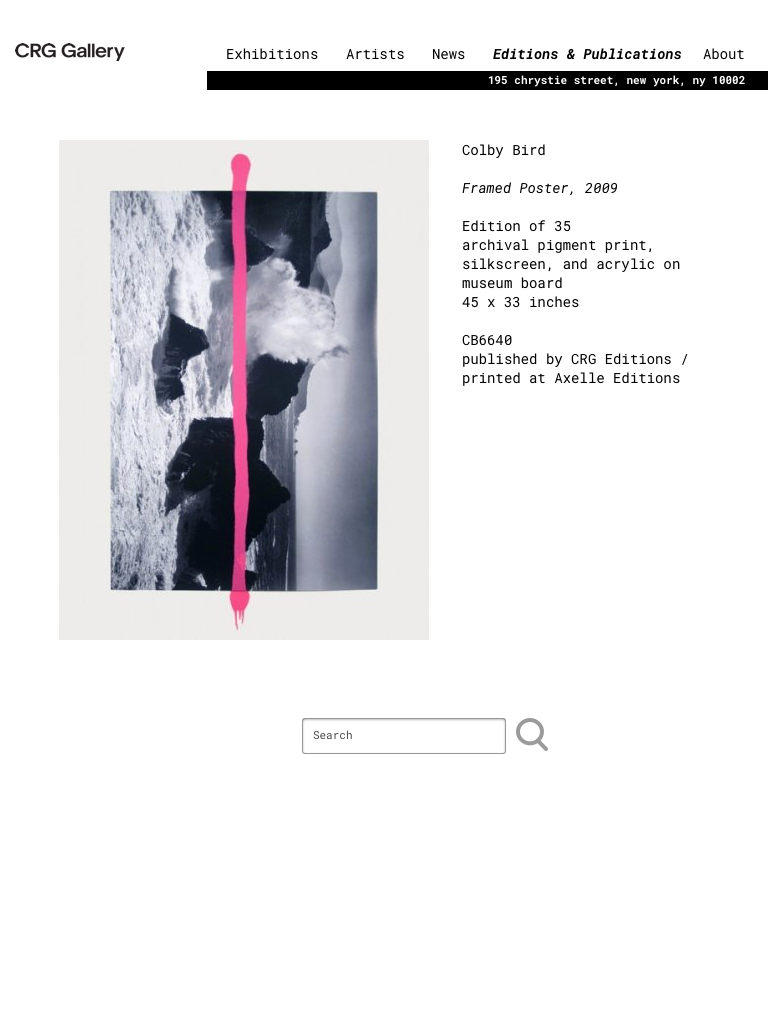 CRG Gallery
Exhibitions Artists News Editions & Publications About
195 chrystie street, new york, ny 10002
Colby Bird
Framed Poster, 2009
Edition of 35
archival pigment print,
silkscreen, and acrylic on
museum board
45 x 33 inches
CB6640
published by CRG Editions /
printed at Axelle Editions
Search